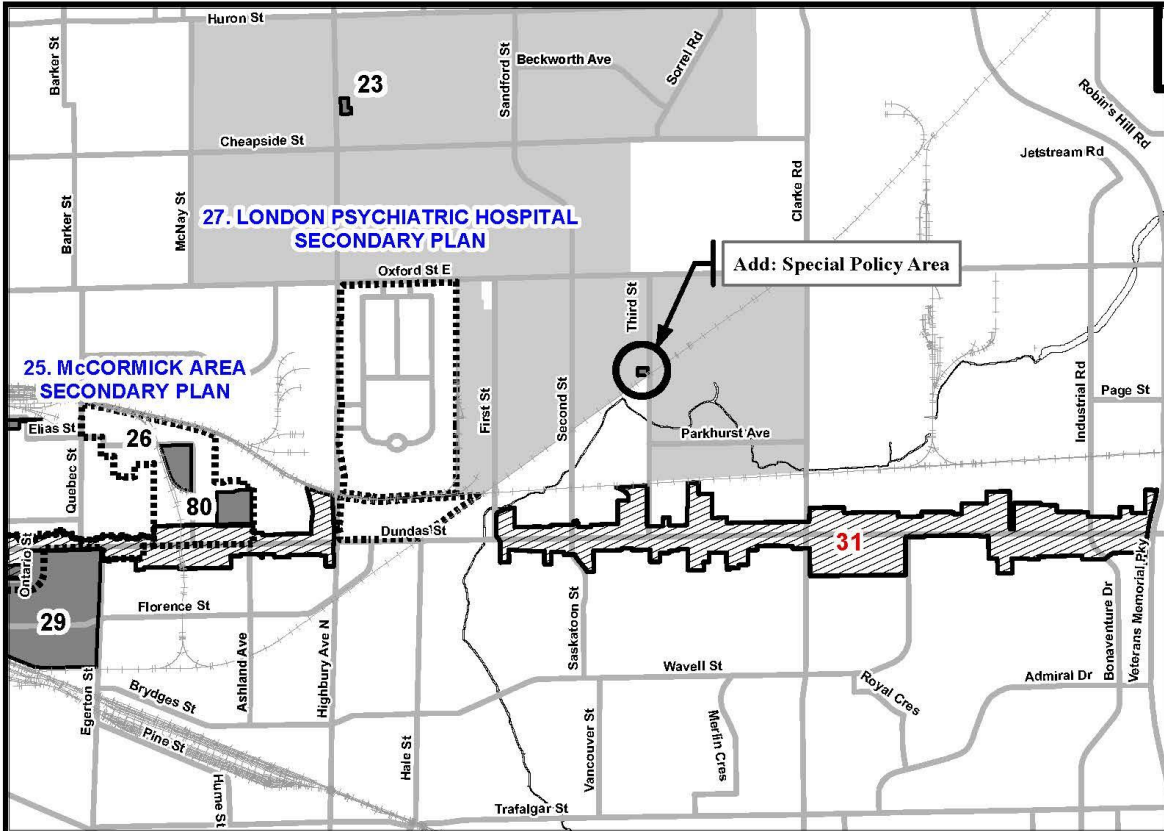 Huron St
Barker St
Sandford St
Beckworth Ave
Sorrel Rd
Robin's Hill Rd
23
Cheapside St
Jetstream Rd
Barker St
McNay St
Clarke Rd
27. LONDON PSYCHIATRIC HOSPITAL
SECONDARY PLAN
Oxford St E
Add: Special Policy Area
Third St
25. McCORMICK AREA
SECONDARY PLAN
First St
Second St
Industrial Rd
Page St
Elias St
26
Parkhurst Ave
Quebec St
80
Dundas St
31
Ontario St
29
Florence St
Saskatoon St
Bonaventure Dr
Veterans Memorial Pky
Egerton St
Ashland Ave
Highbury Ave N
Wavell St
Royal Cres
Admiral Dr
Brydges St
Pine St
Hale St
Vancouver St
Merlin Cres
Hume St
Trafalgar St